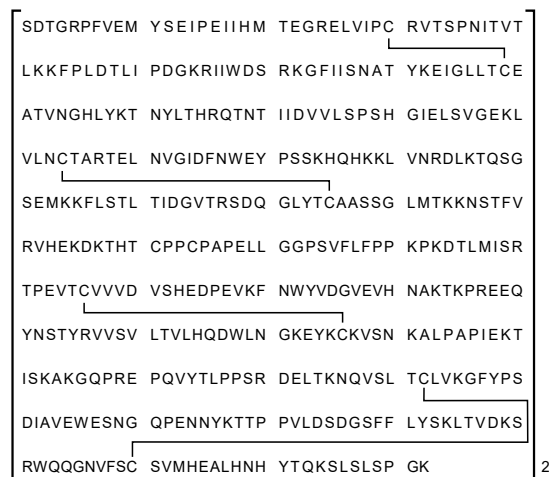 SDTGRPFVEM YSEIPEIIHM TEGRELVIPC RVTSPNITVT
LKKFPLDTLI PDGKRIIWDS RKGFIISNAT YKEIGLLTCE
ATVNGHLYKT NYLTHRQTNT IIDVVLSPSH GIELSVGEKL
VLNCTARTEL NVGIDFNWEY PSSKHQHKKL VNRDLKTQSG
SEMKKFLSTL TIDGVTRSDQ GLYTCAASSG LMTKKNSTFV
RVHEKDKTHT CPPCPAPELL GGPSVFLFPP KPKDTLMISR
TPEVTCVVVD VSHEDPEVKF NWYVDGVEVH NAKTKPREEQ
YNSTYRVVSV LTVLHQDWLN GKEYKCKVSN KALPAPIEKT
ISKAKGQPRE PQVYTLPPSR DELTKNQVSL TCLVKGFYPS
DIAVEWESNG QPENNYKTTP PVLDSDGSFF LYSKLTVDKS
RWQQGNVFSC SVMHEALHNH YTQKSLSLSP GK 2